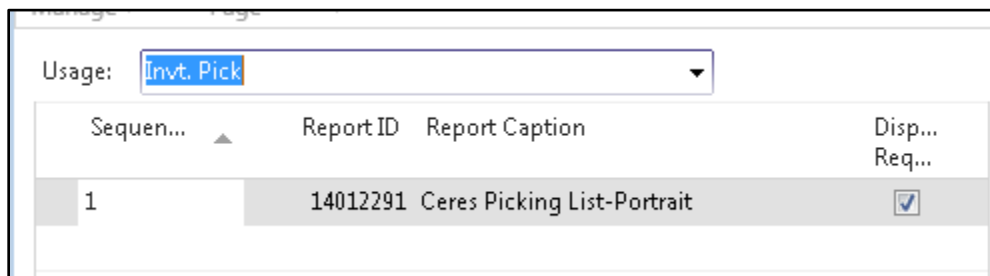 Usage: Invt. Pick
Sequen... Report ID Report Caption Disp... Req...
1 14012291 Ceres Picking List-Portrait